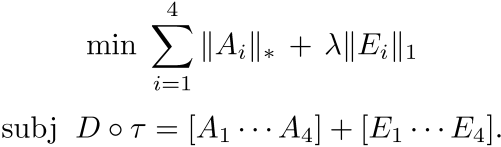 min ∑_{i=1}^{4} ‖A_i‖_* + λ‖E_i‖_1
subj D ∘ τ = [A_1 ⋯ A_4] + [E_1 ⋯ E_4].